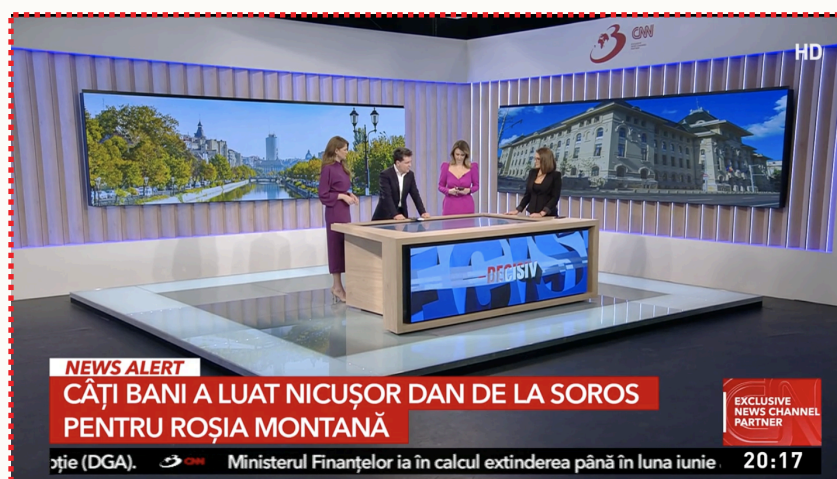 CNN
HD
DECISIV
NEWS ALERT
CÂȚI BANI A LUAT NICUȘOR DAN DE LA SOROS
PENTRU ROȘIA MONTANĂ
EXCLUSIVE
NEWS CHANNEL
PARTNER
oție (DGA). CNN Ministerul Finanțelor ia în calcul extinderea până în luna iunie
20:17